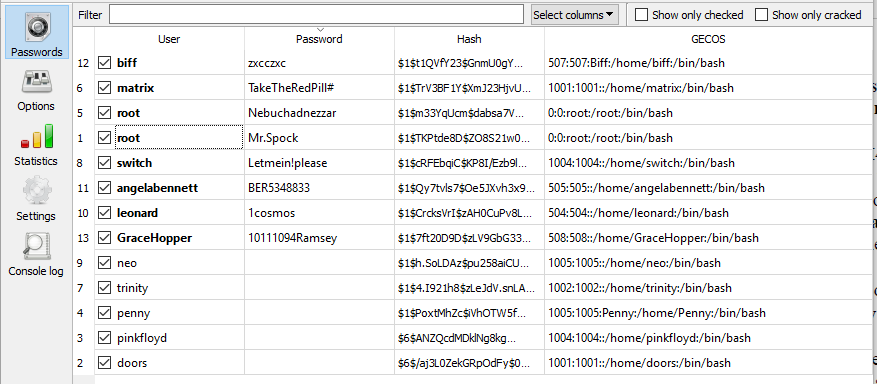 Filter Select columns Show only checked Show only cracked
User Password Hash GECOS
12 biff zxcczxc $1$t1QVfY23$GnmU0gY... 507:507:Biff:/home/biff:/bin/bash
6 matrix TakeTheRedPill# $1$TrV3BF1Y$XmJ23HjvU... 1001:1001::/home/matrix:/bin/bash
5 root Nebuchadnezzar $1$m33YqUcm$dabsa7V... 0:0:root:/root:/bin/bash
1 root Mr.Spock $1$TKPtde8D$ZO8S21w0... 0:0:root:/root:/bin/bash
8 switch Letmein!please $1$cRFEbqiC$KP8I/Ezb9l... 1004:1004::/home/switch:/bin/bash
11 angelabennett BER5348833 $1$Qy7tvls7$Oe5JXvh3x9... 505:505::/home/angelabennett:/bin/bash
10 leonard 1cosmos $1$CrcksVrI$zAH0CuPv8L... 504:504::/home/leonard:/bin/bash
13 GraceHopper 10111094Ramsey $1$7ft20D9D$zLV9GbG33... 508:508::/home/GraceHopper:/bin/bash
9 neo $1$h.SoLDAz$pu258aiCU... 1005:1005::/home/neo:/bin/bash
7 trinity $1$4.I921h8$zLeJdV.snLA... 1002:1002::/home/trinity:/bin/bash
4 penny $1$PoxtMhZc$iVhOTW5f... 1005:1005:Penny:/home/Penny:/bin/bash
3 pinkfloyd $6$ANZQcdMDklNg8kg... 1004:1004::/home/pinkfloyd:/bin/bash
2 doors $6$/aj3L0ZekGRpOdFy$0... 1001:1001::/home/doors:/bin/bash
Passwords
Options
Statistics
Settings
Console log